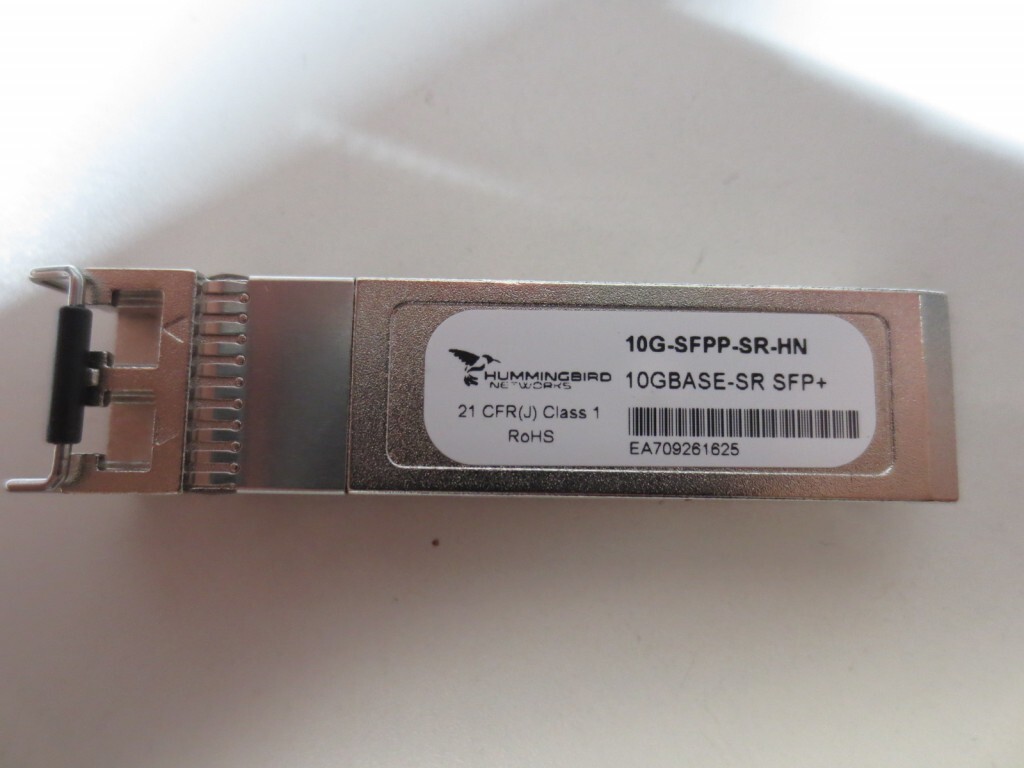 HUMMINGBIRD
NETWORKS
21 CFR(J) Class 1
RoHS
10G-SFPP-SR-HN
10GBASE-SR SFP+
EA709261625